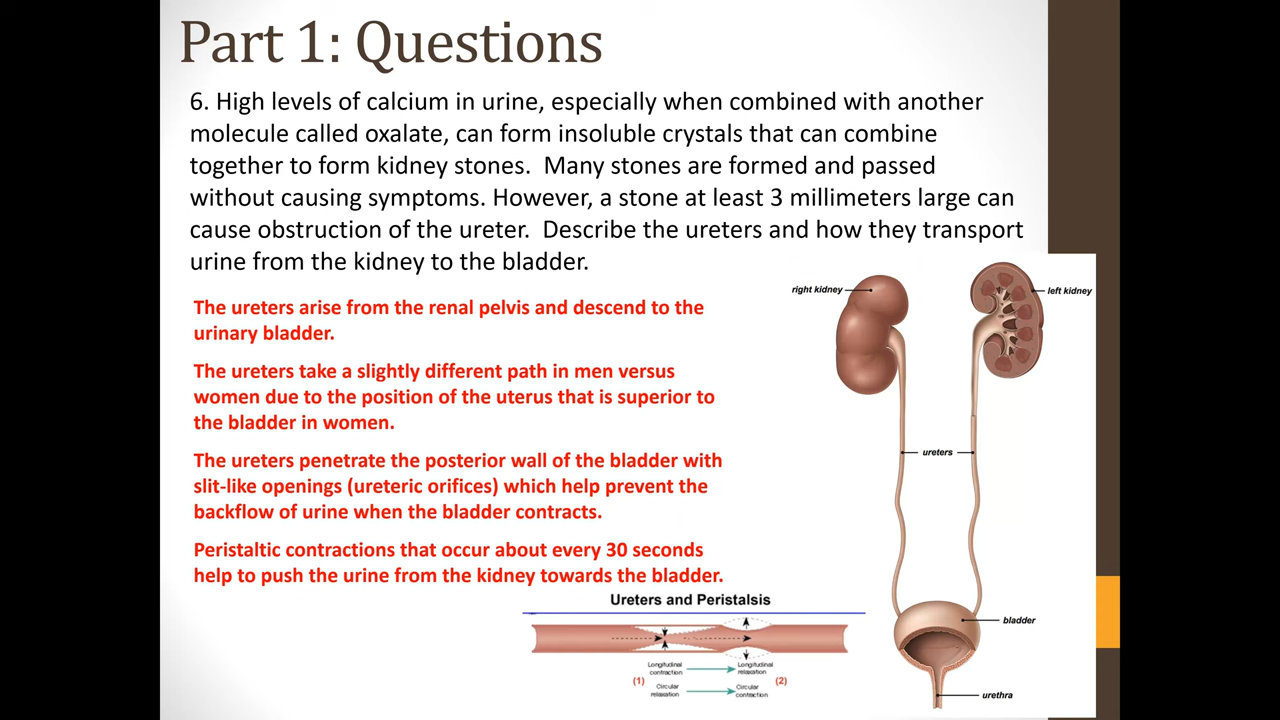 Part 1: Questions
6. High levels of calcium in urine, especially when combined with another
molecule called oxalate, can form insoluble crystals that can combine
together to form kidney stones.  Many stones are formed and passed
without causing symptoms. However, a stone at least 3 millimeters large can
cause obstruction of the ureter.  Describe the ureters and how they transport
urine from the kidney to the bladder.
The ureters arise from the renal pelvis and descend to the
urinary bladder.
The ureters take a slightly different path in men versus
women due to the position of the uterus that is superior to
the bladder in women.
The ureters penetrate the posterior wall of the bladder with
slit-like openings (ureteric orifices) which help prevent the
backflow of urine when the bladder contracts.
Peristaltic contractions that occur about every 30 seconds
help to push the urine from the kidney towards the bladder.
right kidney
left kidney
ureters
bladder
urethra
Ureters and Peristalsis
Longitudinal
contraction
Longitudinal
relaxation
(1)
(2)
Circular
relaxation
Circular
contraction